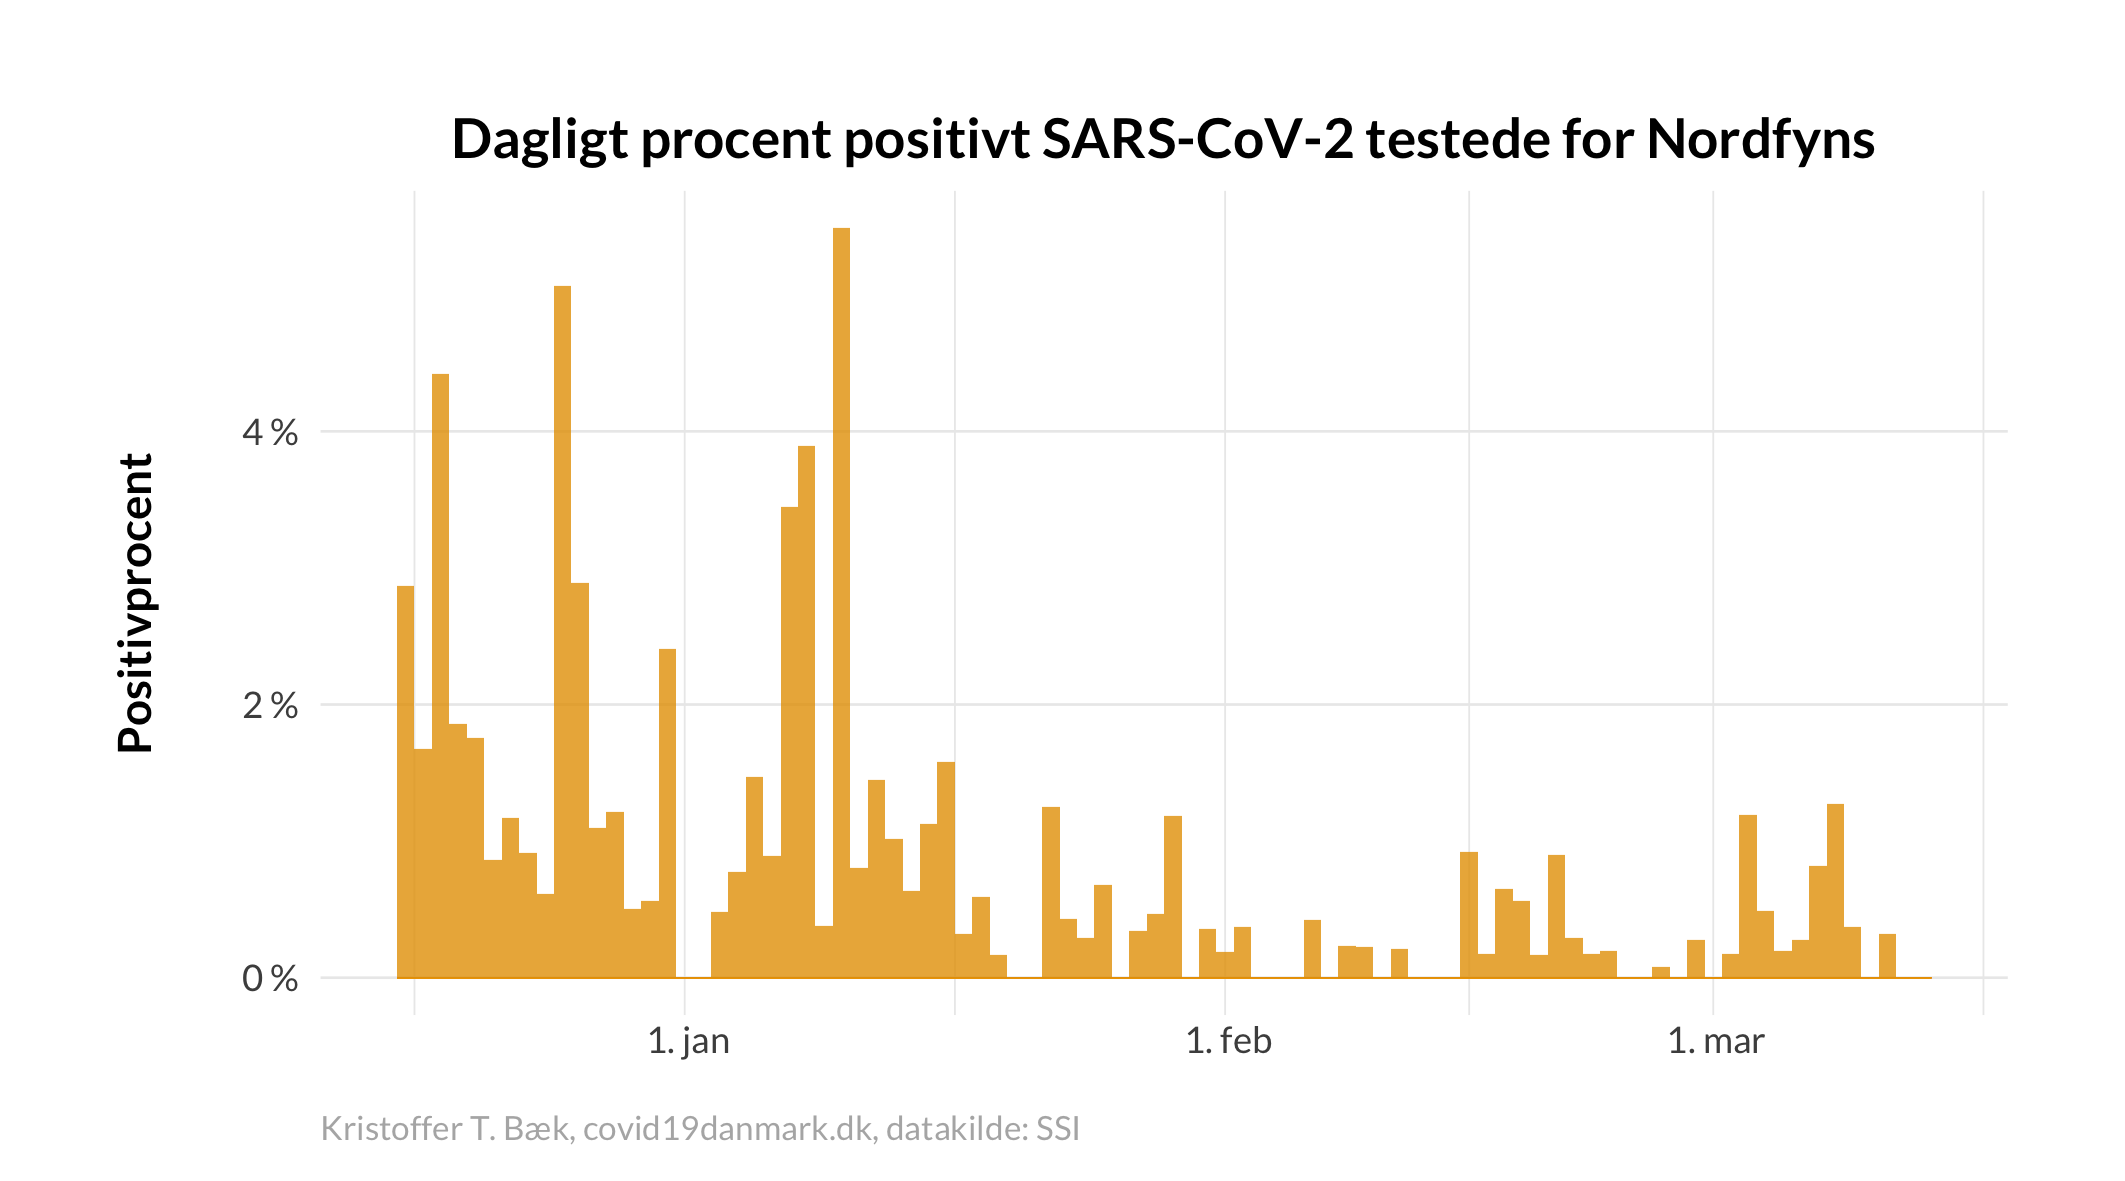 Dagligt procent positivt SARS-CoV-2 testede for Nordfyns
Positivprocent
4 %
2 %
0 %
1. jan
1. feb
1. mar
Kristoffer T. Bæk, covid19danmark.dk, datakilde: SSI